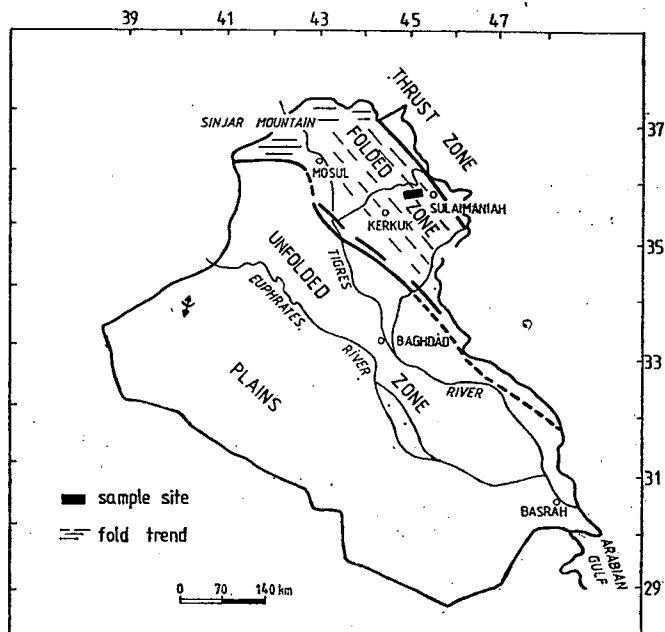 39 41 43 45 47
THRUST ZONE
SINJAR MOUNTAIN
FOLDED ZONE
37
MOSUL
SULAIMANIAH
KERKUK
35
UNFOLDED ZONE
TIGRES
EUPHRATES
RIVER
BAGHDAD
33
PLAINS
RIVER
31
sample site
BASRAH
fold trend
ARABIAN
GULF
29
0 70 140 km